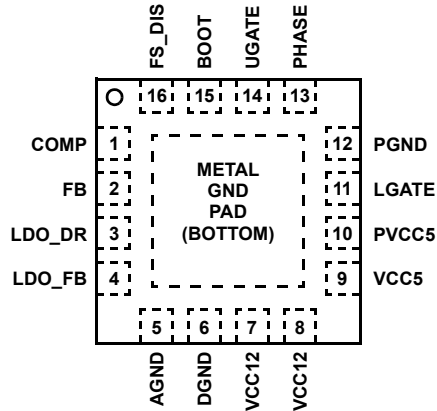 FS_DIS
BOOT
UGATE
PHASE
16
15
14
13
COMP 1
FB 2
LDO_DR 3
LDO_FB 4
METAL
GND
PAD
(BOTTOM)
12 PGND
11 LGATE
10 PVCC5
9 VCC5
5
6
7
8
AGND
DGND
VCC12
VCC12